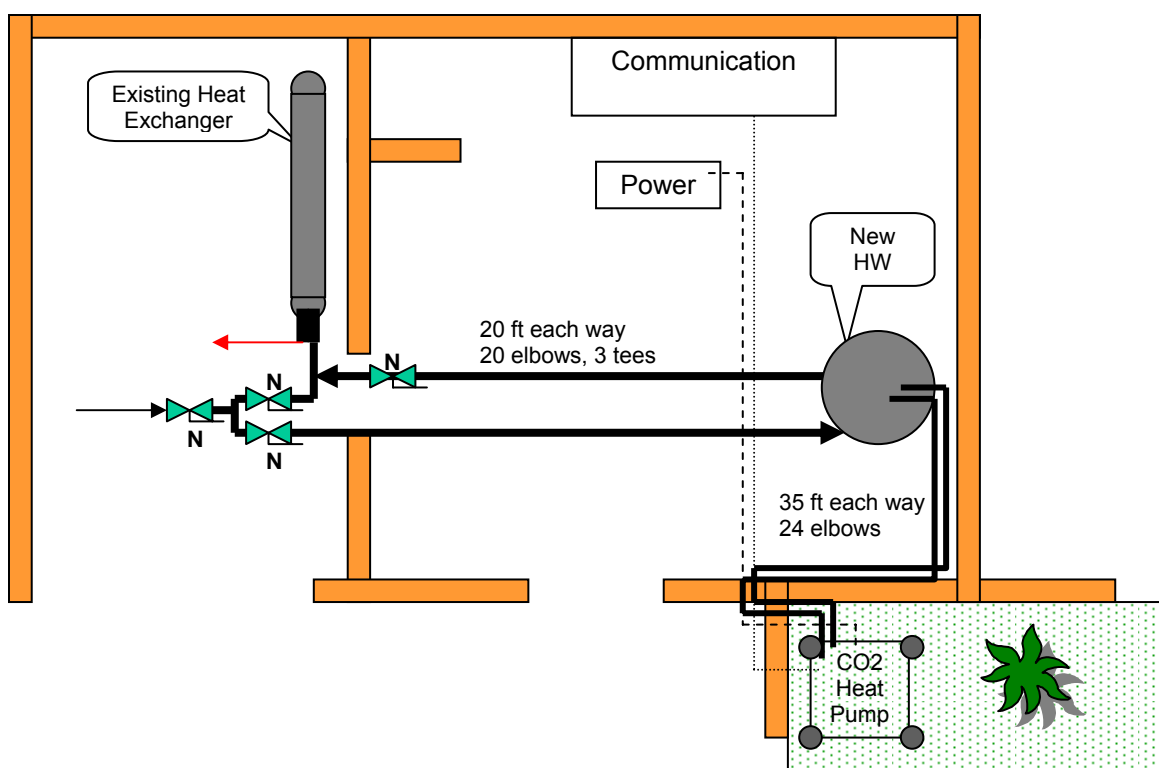 Communication
Existing Heat
Exchanger
Power
New
HW
20 ft each way
20 elbows, 3 tees
N
N
N
N
35 ft each way
24 elbows
CO2
Heat
Pump